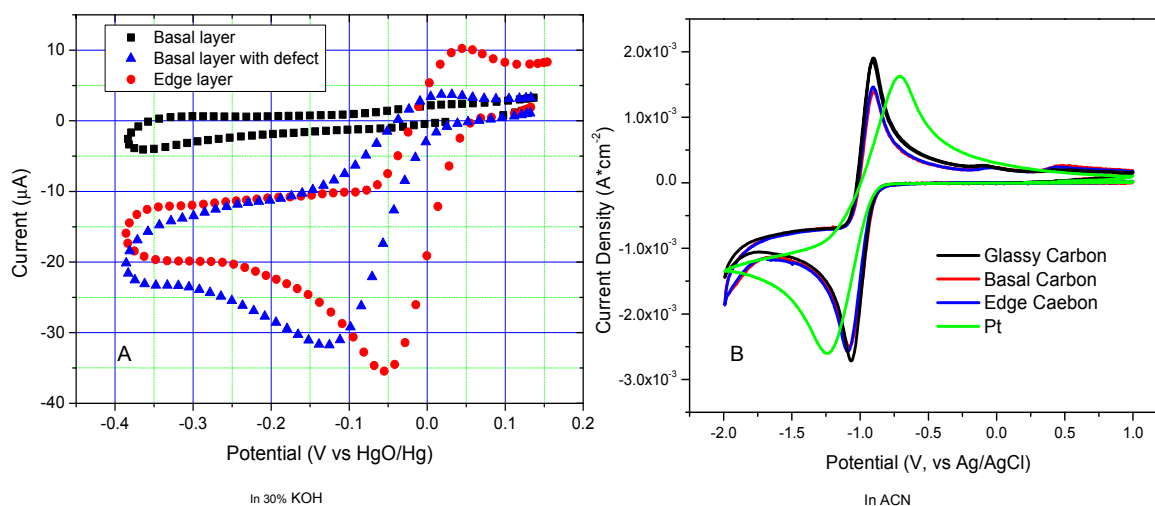 Basal layer
Basal layer with defect
Edge layer
10
0
-10
-20
-30
-40
Current (μA)
A
-0.4 -0.3 -0.2 -0.1 0.0 0.1 0.2
Potential (V vs HgO/Hg)
In 30% KOH
2.0x10⁻³
1.0x10⁻³
0.0
-1.0x10⁻³
-2.0x10⁻³
-3.0x10⁻³
Current Density (A*cm⁻²)
Glassy Carbon
Basal Carbon
Edge Caebon
Pt
B
-2.0 -1.5 -1.0 -0.5 0.0 0.5 1.0
Potential (V, vs Ag/AgCl)
In ACN